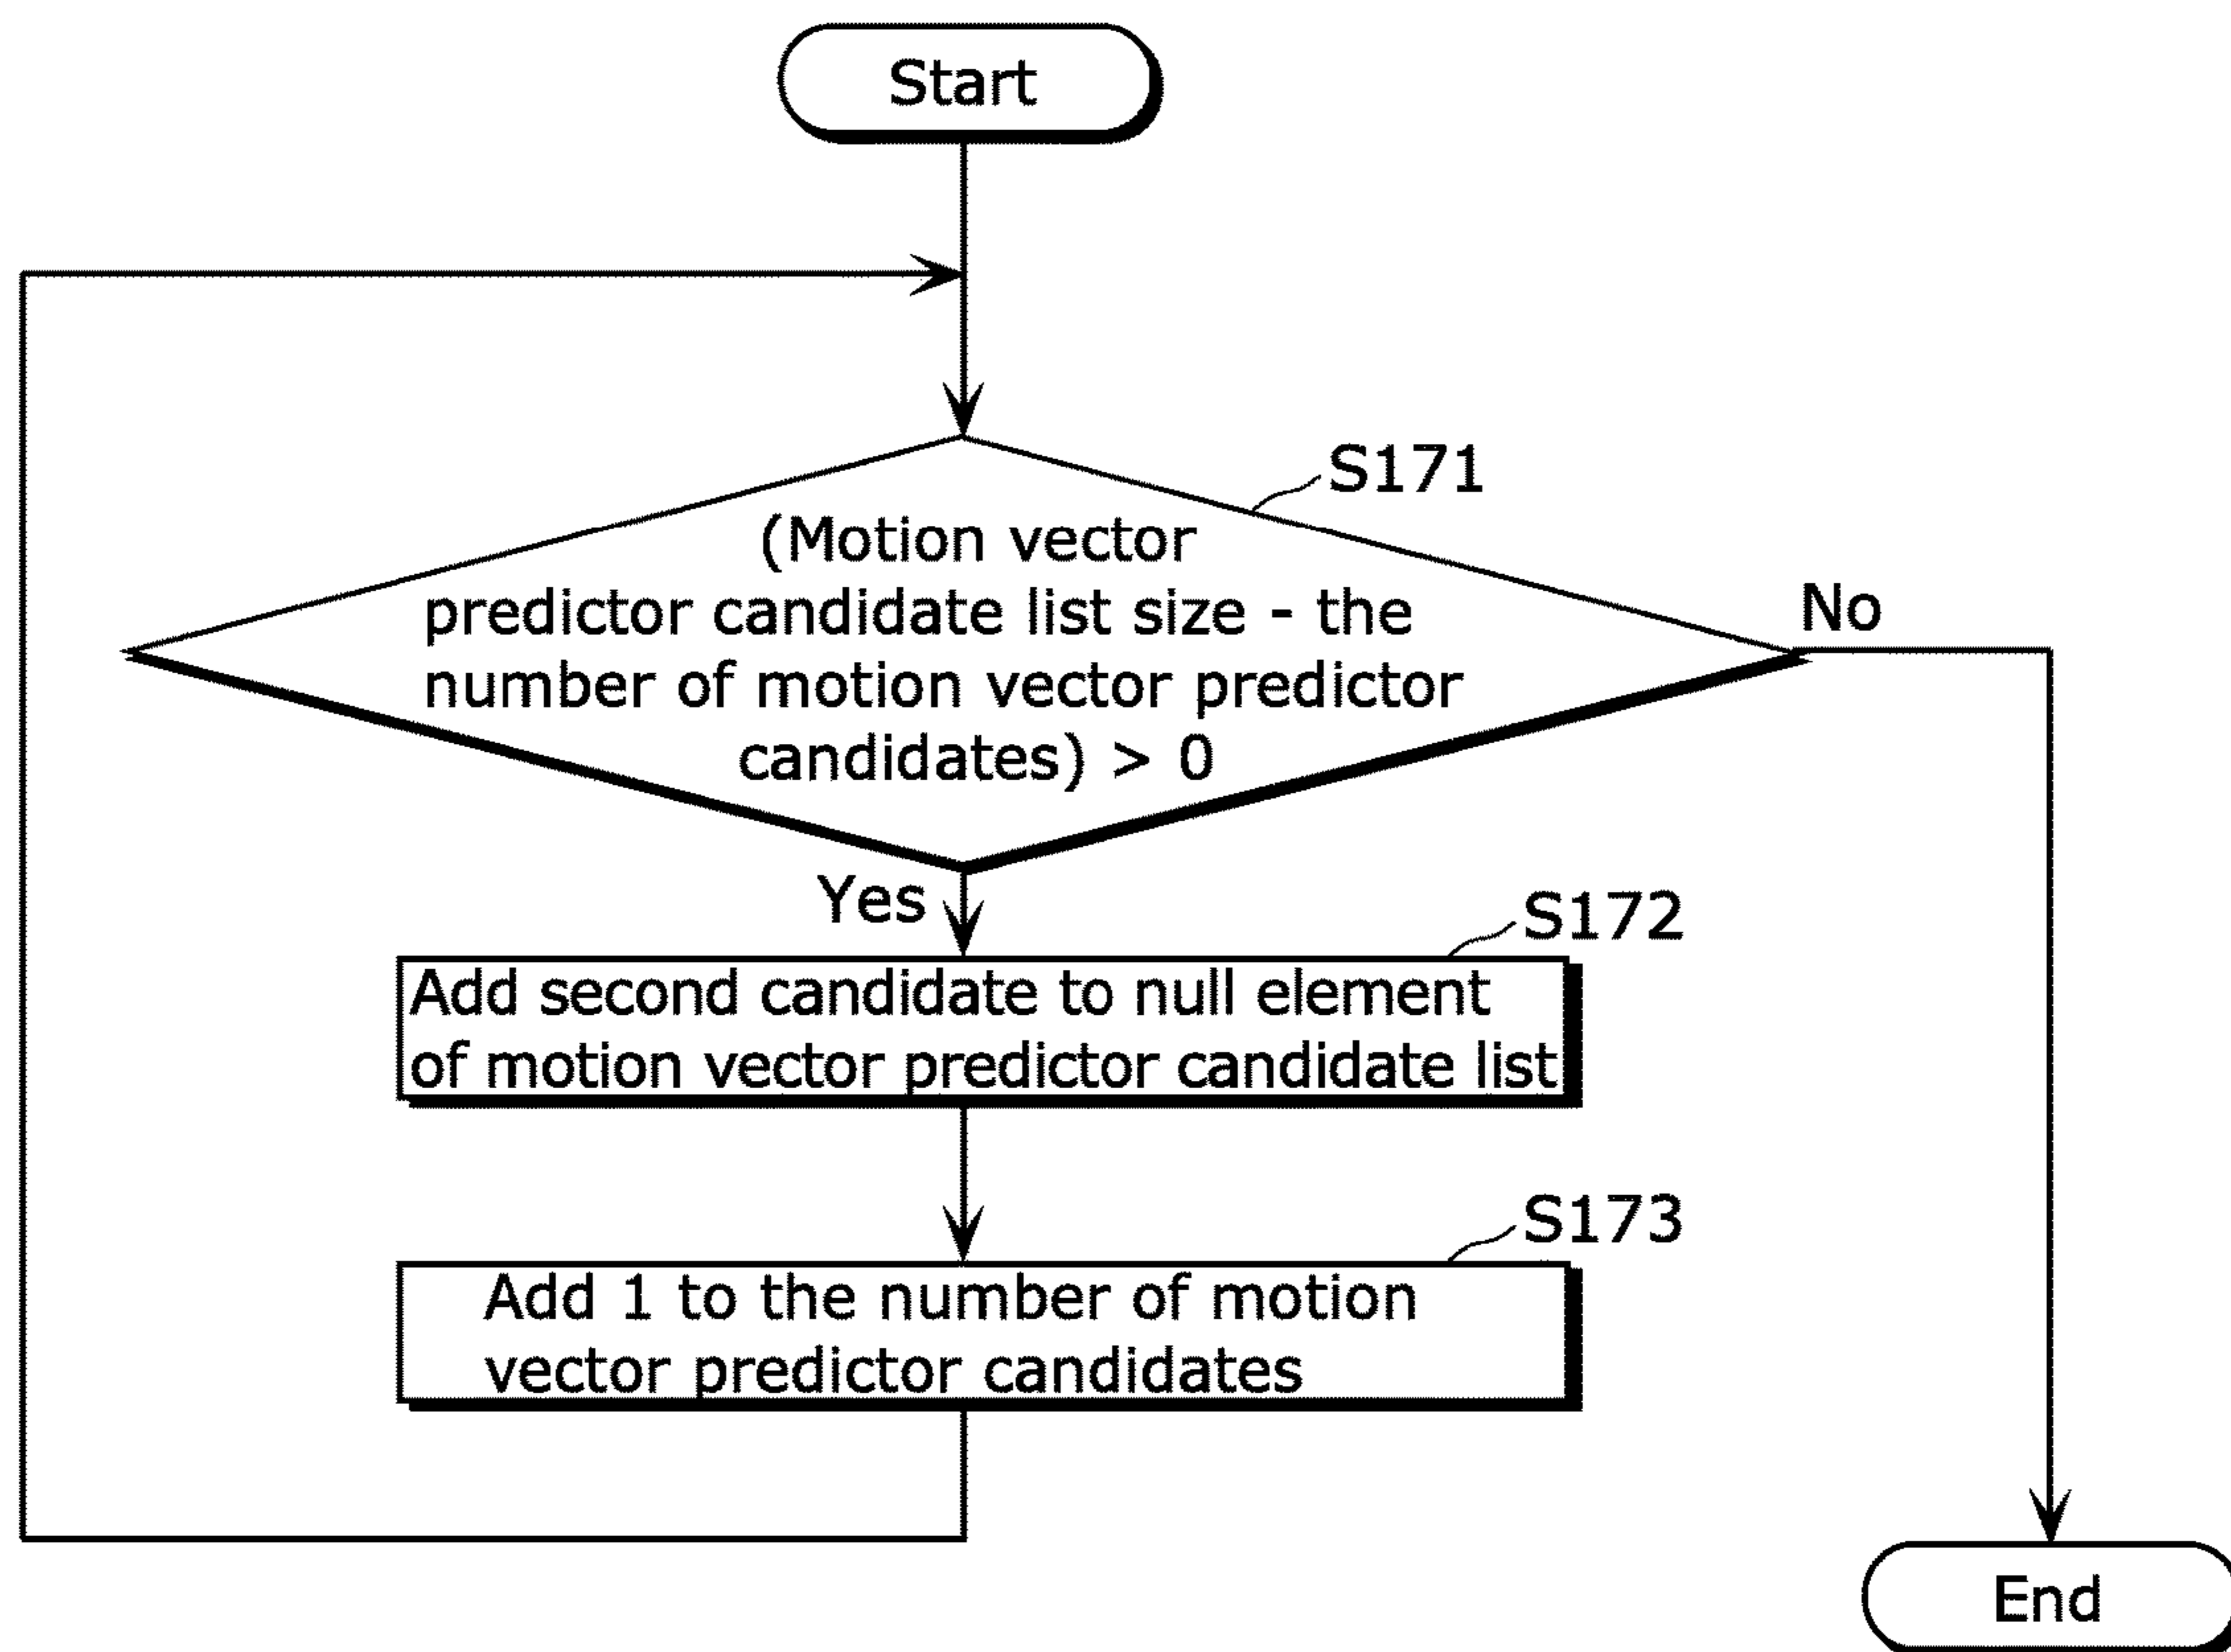 Start
S171
(Motion vector
predictor candidate list size - the
number of motion vector predictor
candidates) > 0
No
Yes
S172
Add second candidate to null element
of motion vector predictor candidate list
S173
Add 1 to the number of motion
vector predictor candidates
End